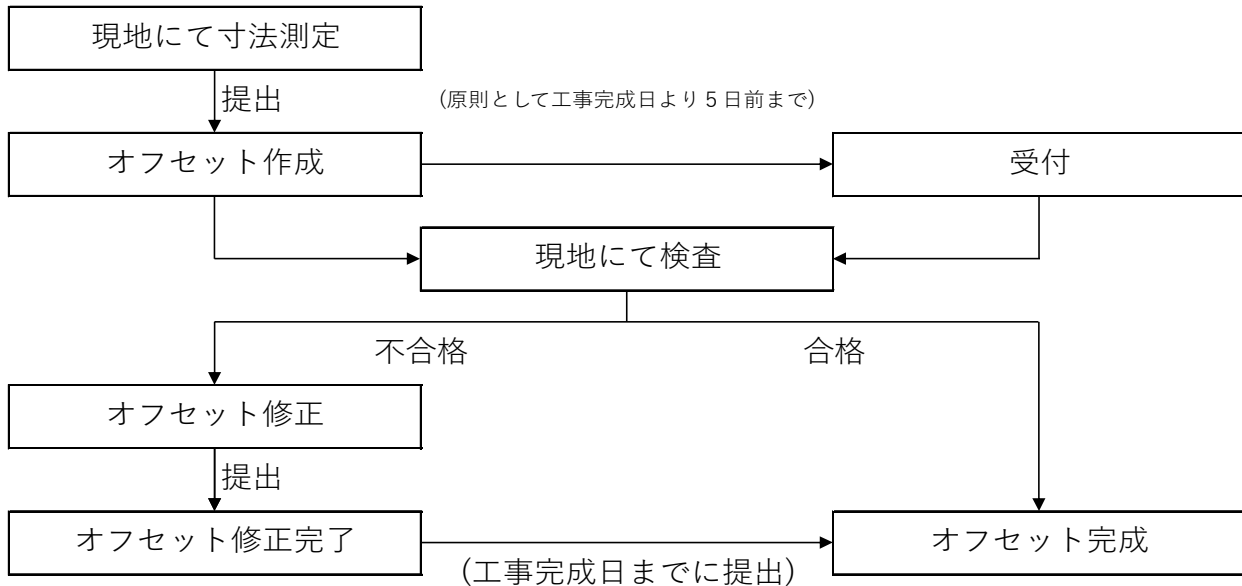 現地にて寸法測定
提出
(原則として工事完成日より5日前まで)
オフセット作成
受付
現地にて検査
不合格
合格
オフセット修正
提出
オフセット修正完了
オフセット完成
(工事完成日までに提出)